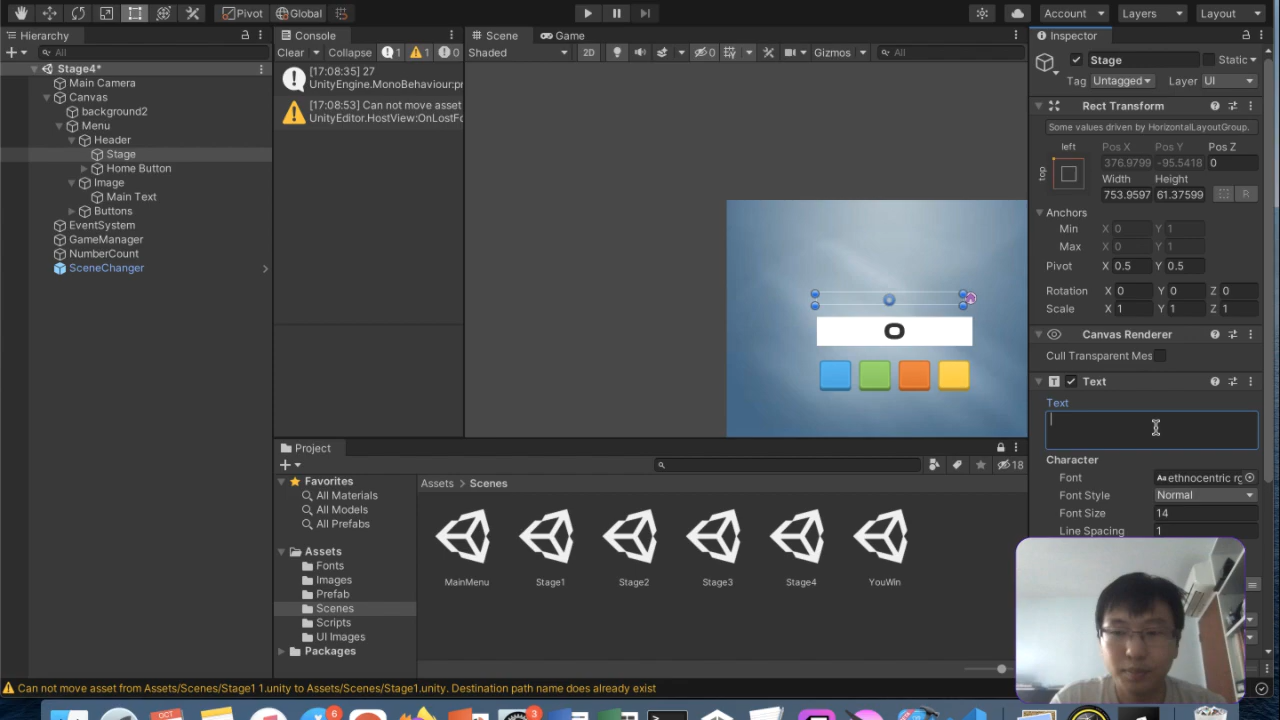 Pivot
Global
Account
Layers
Layout
Hierarchy
Console
Scene
Game
Inspector
All
Clear
Collapse
1
1
0
Shaded
2D
0
Gizmos
All
Stage
Static
Tag
Untagged
Layer
UI
Stage4*
Main Camera
Canvas
background2
Menu
Header
Stage
Home Button
Image
Main Text
Buttons
EventSystem
GameManager
NumberCount
SceneChanger
[17:08:35] 27
UnityEngine.MonoBehaviour:pr
[17:08:53] Can not move asset
UnityEditor.HostView:OnLostFo
0
Rect Transform
Some values driven by HorizontalLayoutGroup.
left
Pos X
Pos Y
Pos Z
top
376.9799
-95.5418
0
Width
Height
753.9597
61.37599
R
Anchors
Min
X 0
Y 1
Max
X 0
Y 1
Pivot
X 0.5
Y 0.5
Rotation
X 0
Y 0
Z 0
Scale
X 1
Y 1
Z 1
Canvas Renderer
Cull Transparent Mes
Text
Text
Character
Font
ethnocentric rg
Font Style
Normal
Font Size
14
Line Spacing
1
Project
18
Favorites
All Materials
All Models
All Prefabs
Assets
Fonts
Images
Prefab
Scenes
Scripts
UI Images
Packages
Assets > Scenes
MainMenu
Stage1
Stage2
Stage3
Stage4
YouWin
Can not move asset from Assets/Scenes/Stage1 1.unity to Assets/Scenes/Stage1.unity. Destination path name does already exist
OCT
6
3